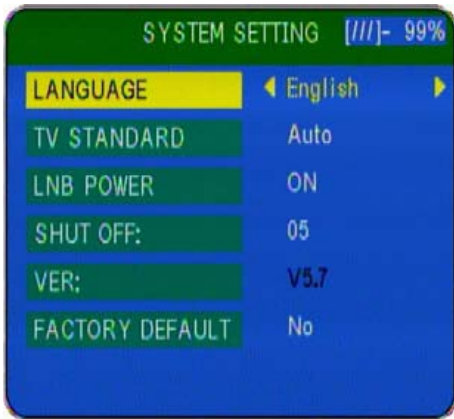 SYSTEM SETTING [///]- 99%
LANGUAGE English
TV STANDARD Auto
LNB POWER ON
SHUT OFF: 05
VER: V5.7
FACTORY DEFAULT No